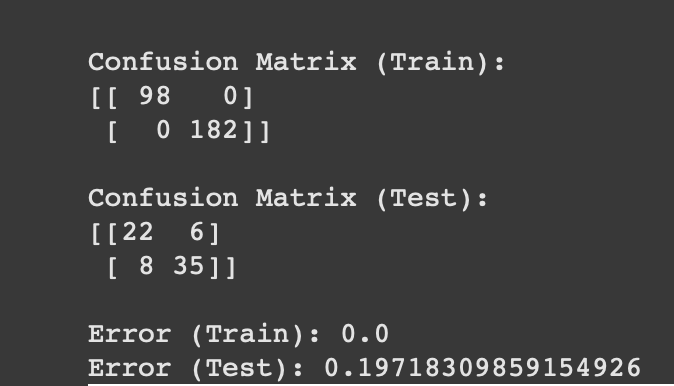 Confusion Matrix (Train):
[[ 98   0]
 [  0 182]]
Confusion Matrix (Test):
[[22  6]
 [ 8 35]]
Error (Train): 0.0
Error (Test): 0.19718309859154926